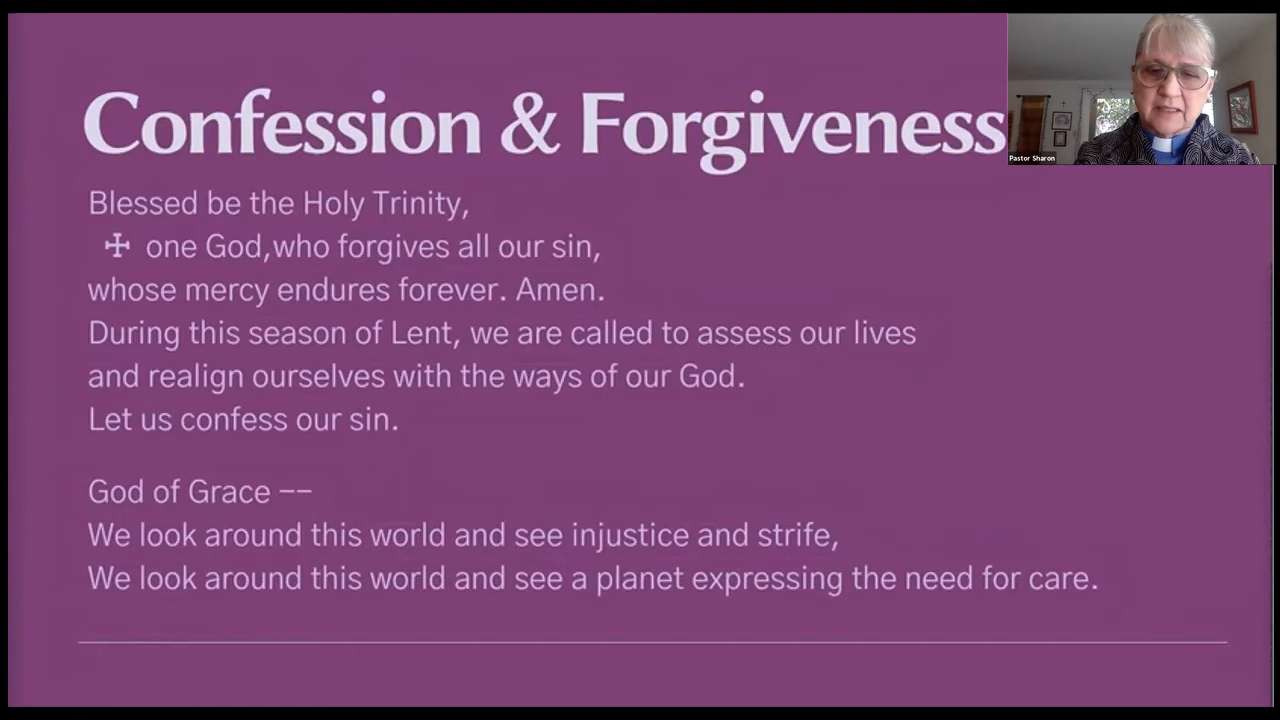 Confession & Forgiveness
Pastor Sharon
Blessed be the Holy Trinity,
☩ one God,who forgives all our sin,
whose mercy endures forever. Amen.
During this season of Lent, we are called to assess our lives
and realign ourselves with the ways of our God.
Let us confess our sin.
God of Grace --
We look around this world and see injustice and strife,
We look around this world and see a planet expressing the need for care.